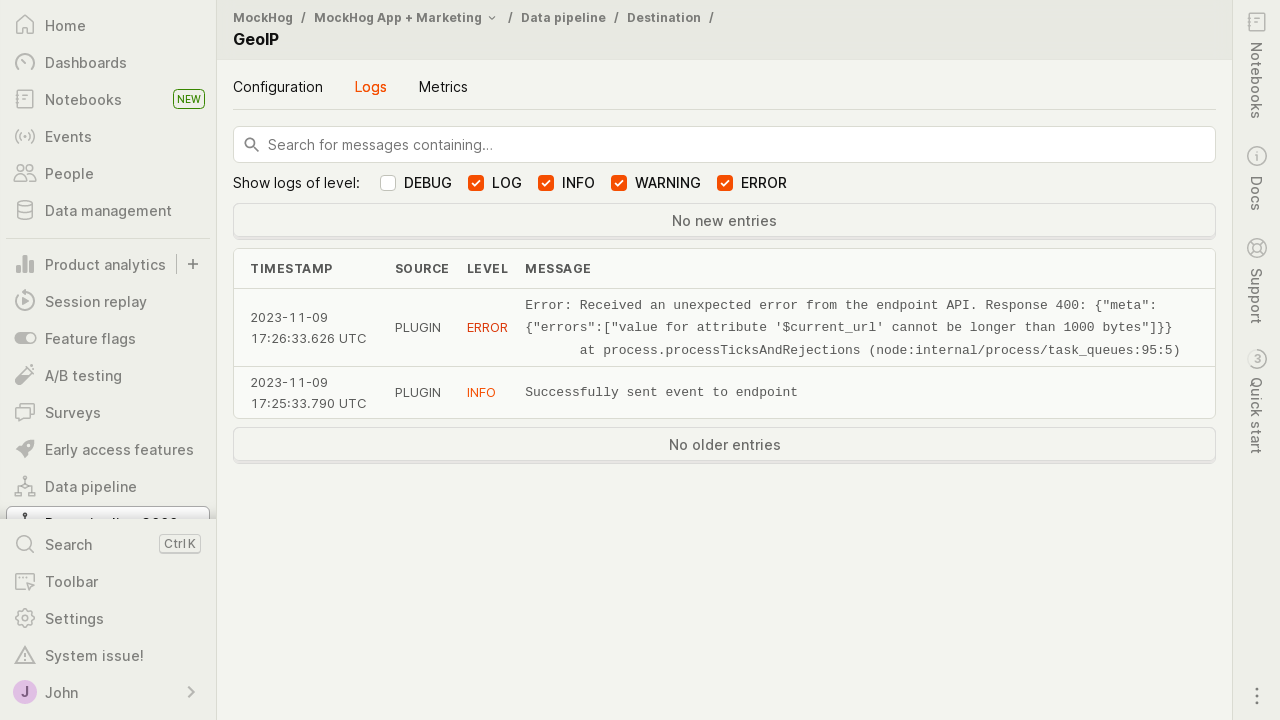 Home
Dashboards
Notebooks NEW
Events
People
Data management
Product analytics
Session replay
Feature flags
A/B testing
Surveys
Early access features
Data pipeline
Search Ctrl K
Toolbar
Settings
System issue!
J John
MockHog / MockHog App + Marketing / Data pipeline / Destination /
GeoIP
Configuration Logs Metrics
Search for messages containing…
Show logs of level: DEBUG LOG INFO WARNING ERROR
No new entries
TIMESTAMP SOURCE LEVEL MESSAGE
2023-11-09
17:26:33.626 UTC
PLUGIN
ERROR
Error: Received an unexpected error from the endpoint API. Response 400: {"meta":
{"errors":["value for attribute '$current_url' cannot be longer than 1000 bytes"]}}
at process.processTicksAndRejections (node:internal/process/task_queues:95:5)
2023-11-09
17:25:33.790 UTC
PLUGIN
INFO
Successfully sent event to endpoint
No older entries
Notebooks
Docs
Support
3
Quick start